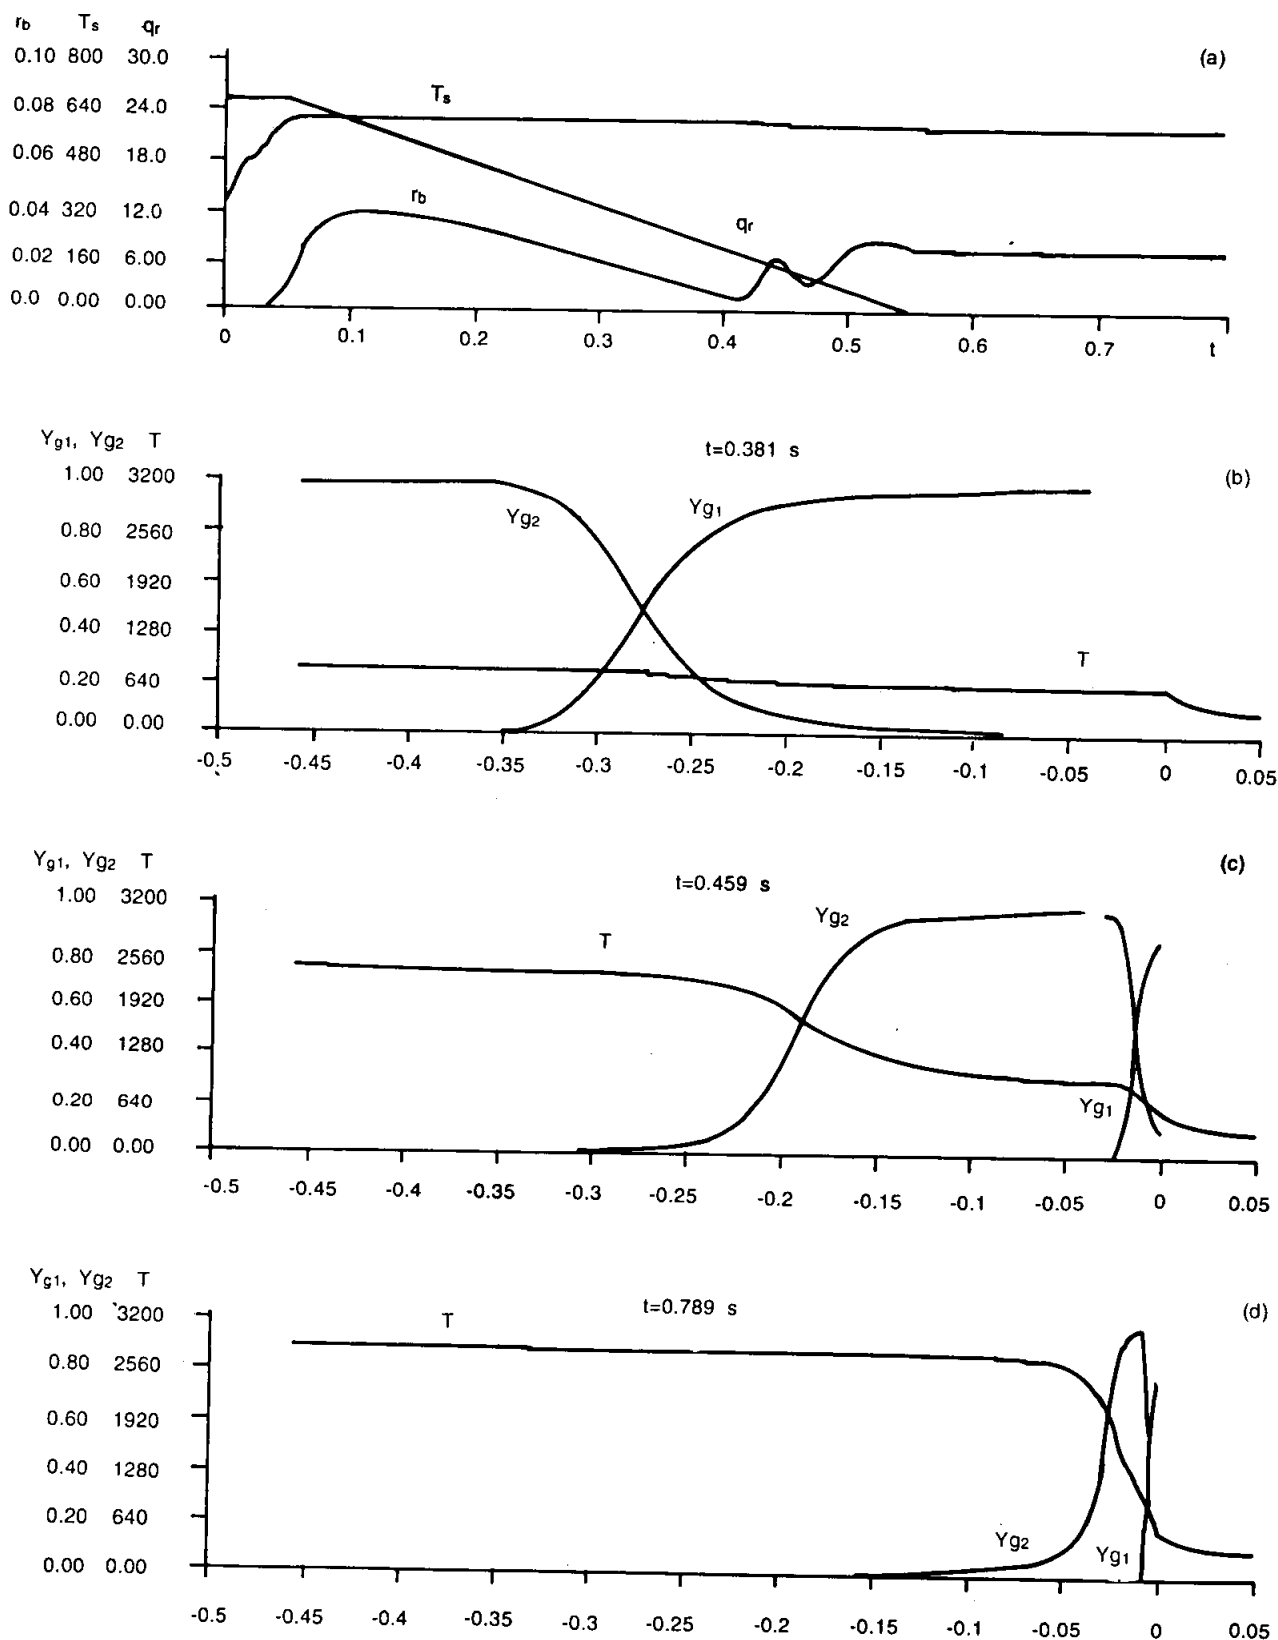 rb Ts qr
0.10 800 30.0 (a)
Ts
0.08 640 24.0
0.06 480 18.0
rb
0.04 320 12.0
qr
0.02 160 6.00
0.0 0.00 0.00
0 0.1 0.2 0.3 0.4 0.5 0.6 0.7 t
Yg1, Yg2 T
t=0.381 s
1.00 3200 (b)
Yg2 Yg1
0.80 2560
0.60 1920
0.40 1280
T
0.20 640
0.00 0.00
-0.5 -0.45 -0.4 -0.35 -0.3 -0.25 -0.2 -0.15 -0.1 -0.05 0 0.05
Yg1, Yg2 T (c)
t=0.459 s
1.00 3200
Yg2
T
0.80 2560
0.60 1920
0.40 1280
0.20 640 Yg1
0.00 0.00
-0.5 -0.45 -0.4 -0.35 -0.3 -0.25 -0.2 -0.15 -0.1 -0.05 0 0.05
Yg1, Yg2 T
t=0.789 s (d)
1.00 3200
T
0.80 2560
0.60 1920
0.40 1280
0.20 640
Yg2 Yg1
0.00 0.00
-0.5 -0.45 -0.4 -0.35 -0.3 -0.25 -0.2 -0.15 -0.1 -0.05 0 0.05